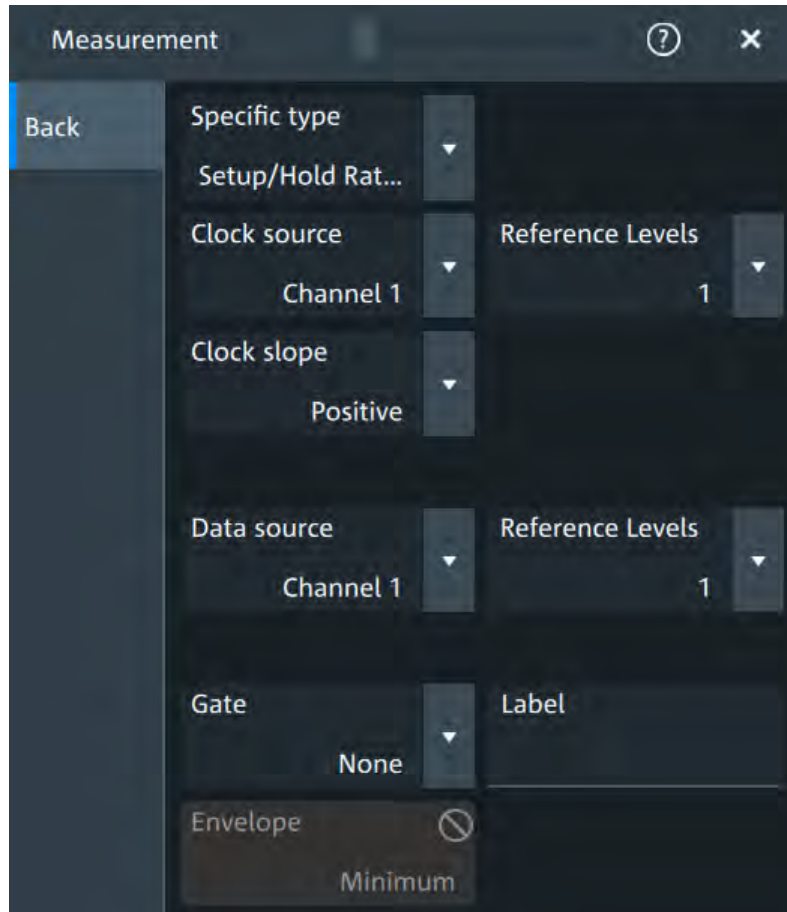 Measurement
Back
Specific type
Setup/Hold Rat...
Clock source
Channel 1
Reference Levels
1
Clock slope
Positive
Data source
Channel 1
Reference Levels
1
Gate
None
Label
Envelope
Minimum